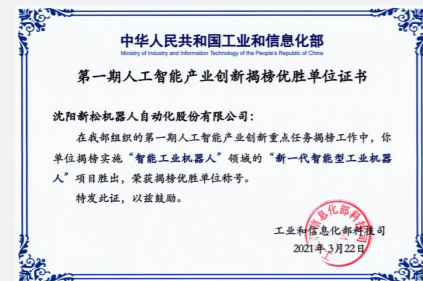 中华人民共和国工业和信息化部
Ministry of Industry and Information Technology of the People's Republic of China
第一期人工智能产业创新揭榜优胜单位证书
沈阳新松机器人自动化股份有限公司：
在我部组织的第一期人工智能产业创新重点任务揭榜工作中，你
单位揭榜实施“智能工业机器人”领域的“新一代智能型工业机器
人”项目胜出，荣获揭榜优胜单位称号。
特发此证，以兹鼓励。
工业和信息化部科技司
2021年3月22日